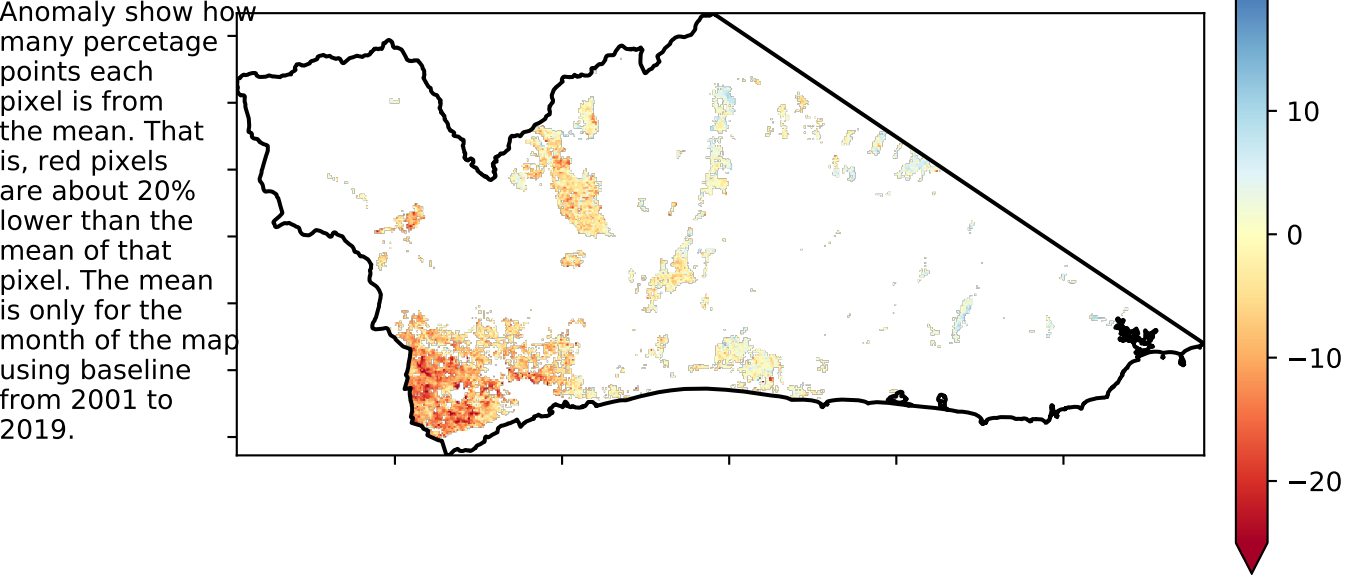 Anomaly show how
many percetage
points each
pixel is from
the mean. That
is, red pixels
are about 20%
lower than the
mean of that
pixel. The mean
is only for the
month of the map
using baseline
from 2001 to
2019.
10
0
−10
−20